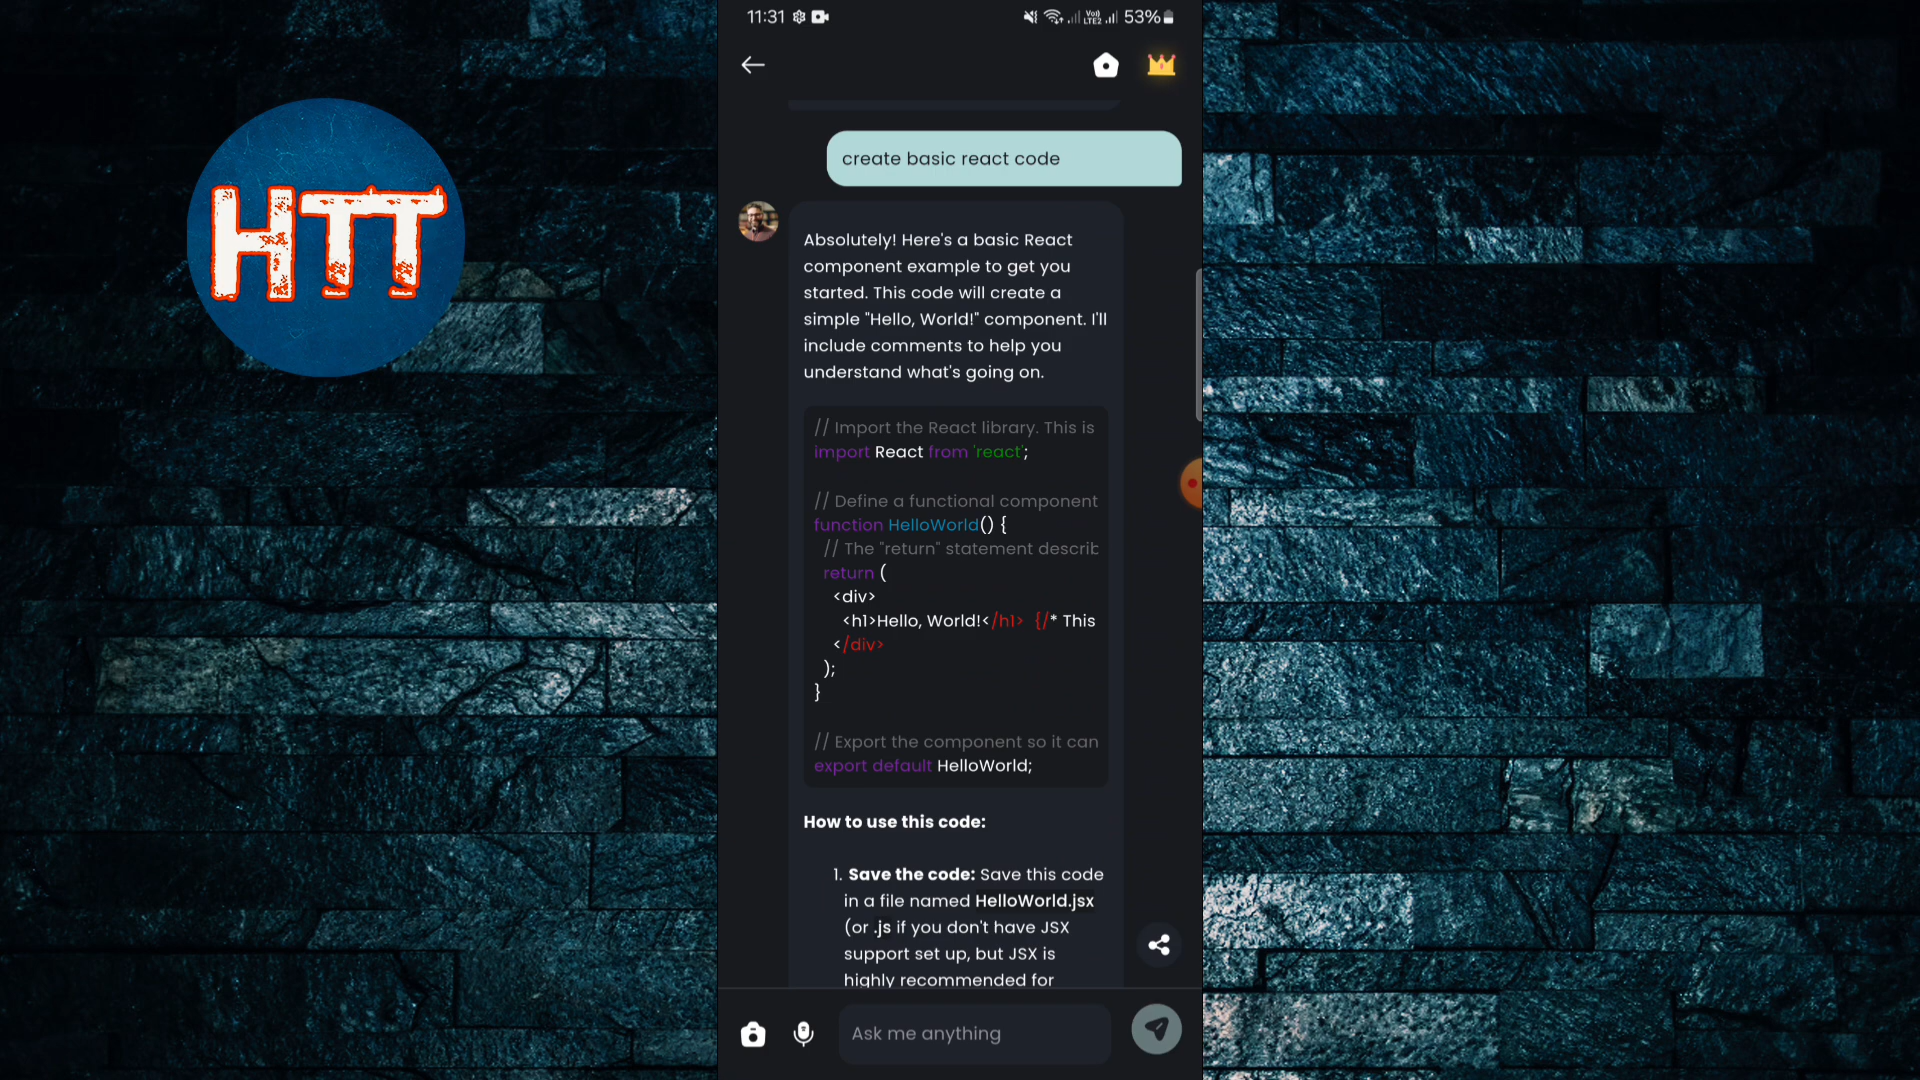 11:31
Vo)
LTE2
53%
HTT
create basic react code
Absolutely! Here's a basic React
component example to get you
started. This code will create a
simple "Hello, World!" component. I'll
include comments to help you
understand what's going on.
// Import the React library. This is
import React from 'react';
// Define a functional component
function HelloWorld() {
// The "return" statement describ
return (
<div>
<h1>Hello, World!</h1> {/* This
</div>
);
}
// Export the component so it can
export default HelloWorld;
How to use this code:
1. Save the code: Save this code
in a file named HelloWorld.jsx
(or .js if you don't have JSX
support set up, but JSX is
highly recommended for
Ask me anything